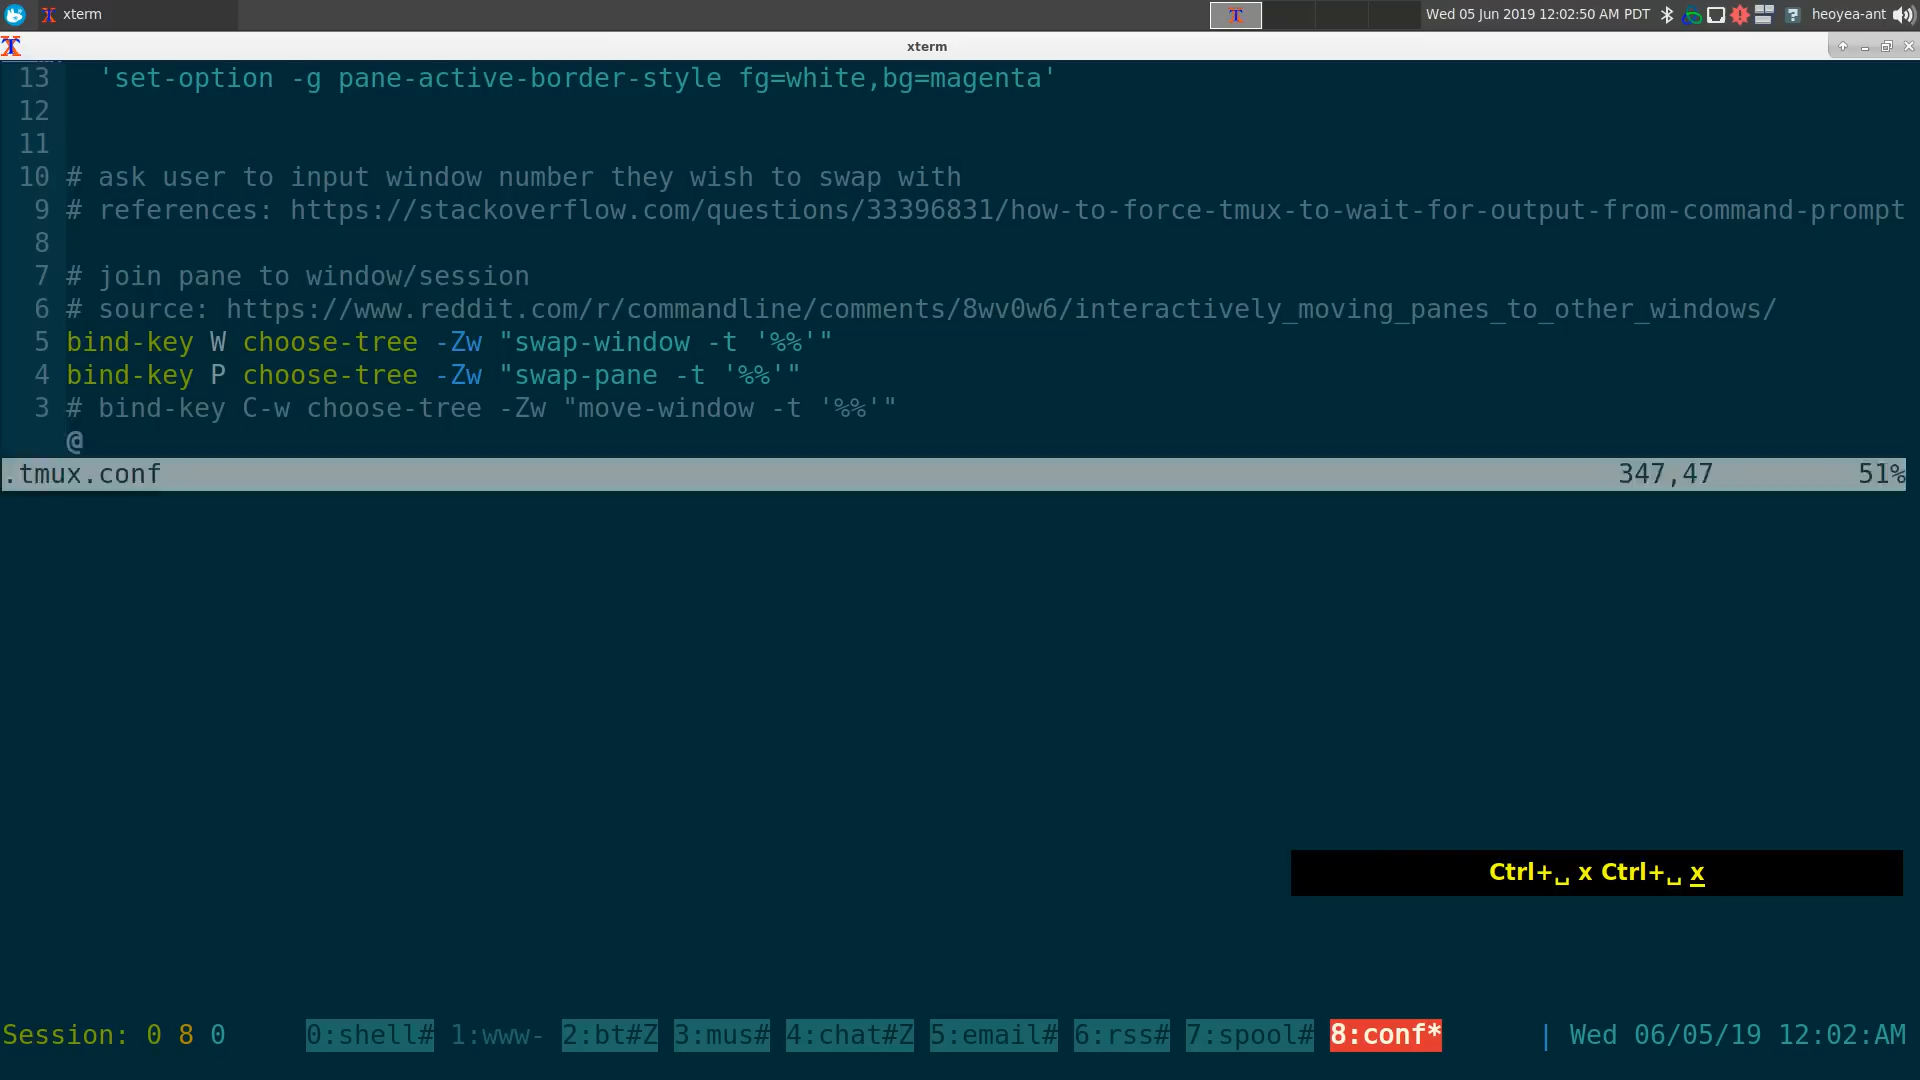 xterm
Wed 05 Jun 2019 12:02:50 AM PDT
heoyea-ant
xterm
13 'set-option -g pane-active-border-style fg=white,bg=magenta'
12
11
10 # ask user to input window number they wish to swap with
9 # references: https://stackoverflow.com/questions/33396831/how-to-force-tmux-to-wait-for-output-from-command-prompt
8
7 # join pane to window/session
6 # source: https://www.reddit.com/r/commandline/comments/8wv0w6/interactively_moving_panes_to_other_windows/
5 bind-key W choose-tree -Zw "swap-window -t '%%'"
4 bind-key P choose-tree -Zw "swap-pane -t '%%'"
3 # bind-key C-w choose-tree -Zw "move-window -t '%%'"
@
.tmux.conf 347,47 51%
Ctrl+␣ x Ctrl+␣ x
Session: 0 8 0 0:shell# 1:www- 2:bt#Z 3:mus# 4:chat#Z 5:email# 6:rss# 7:spool# 8:conf* | Wed 06/05/19 12:02:AM